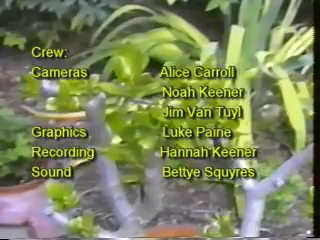 Crew:
Cameras Alice Carroll
Noah Keener
Jim Van Tuyl
Graphics Luke Paine
Recording Hannah Keener
Sound Bettye Squyres